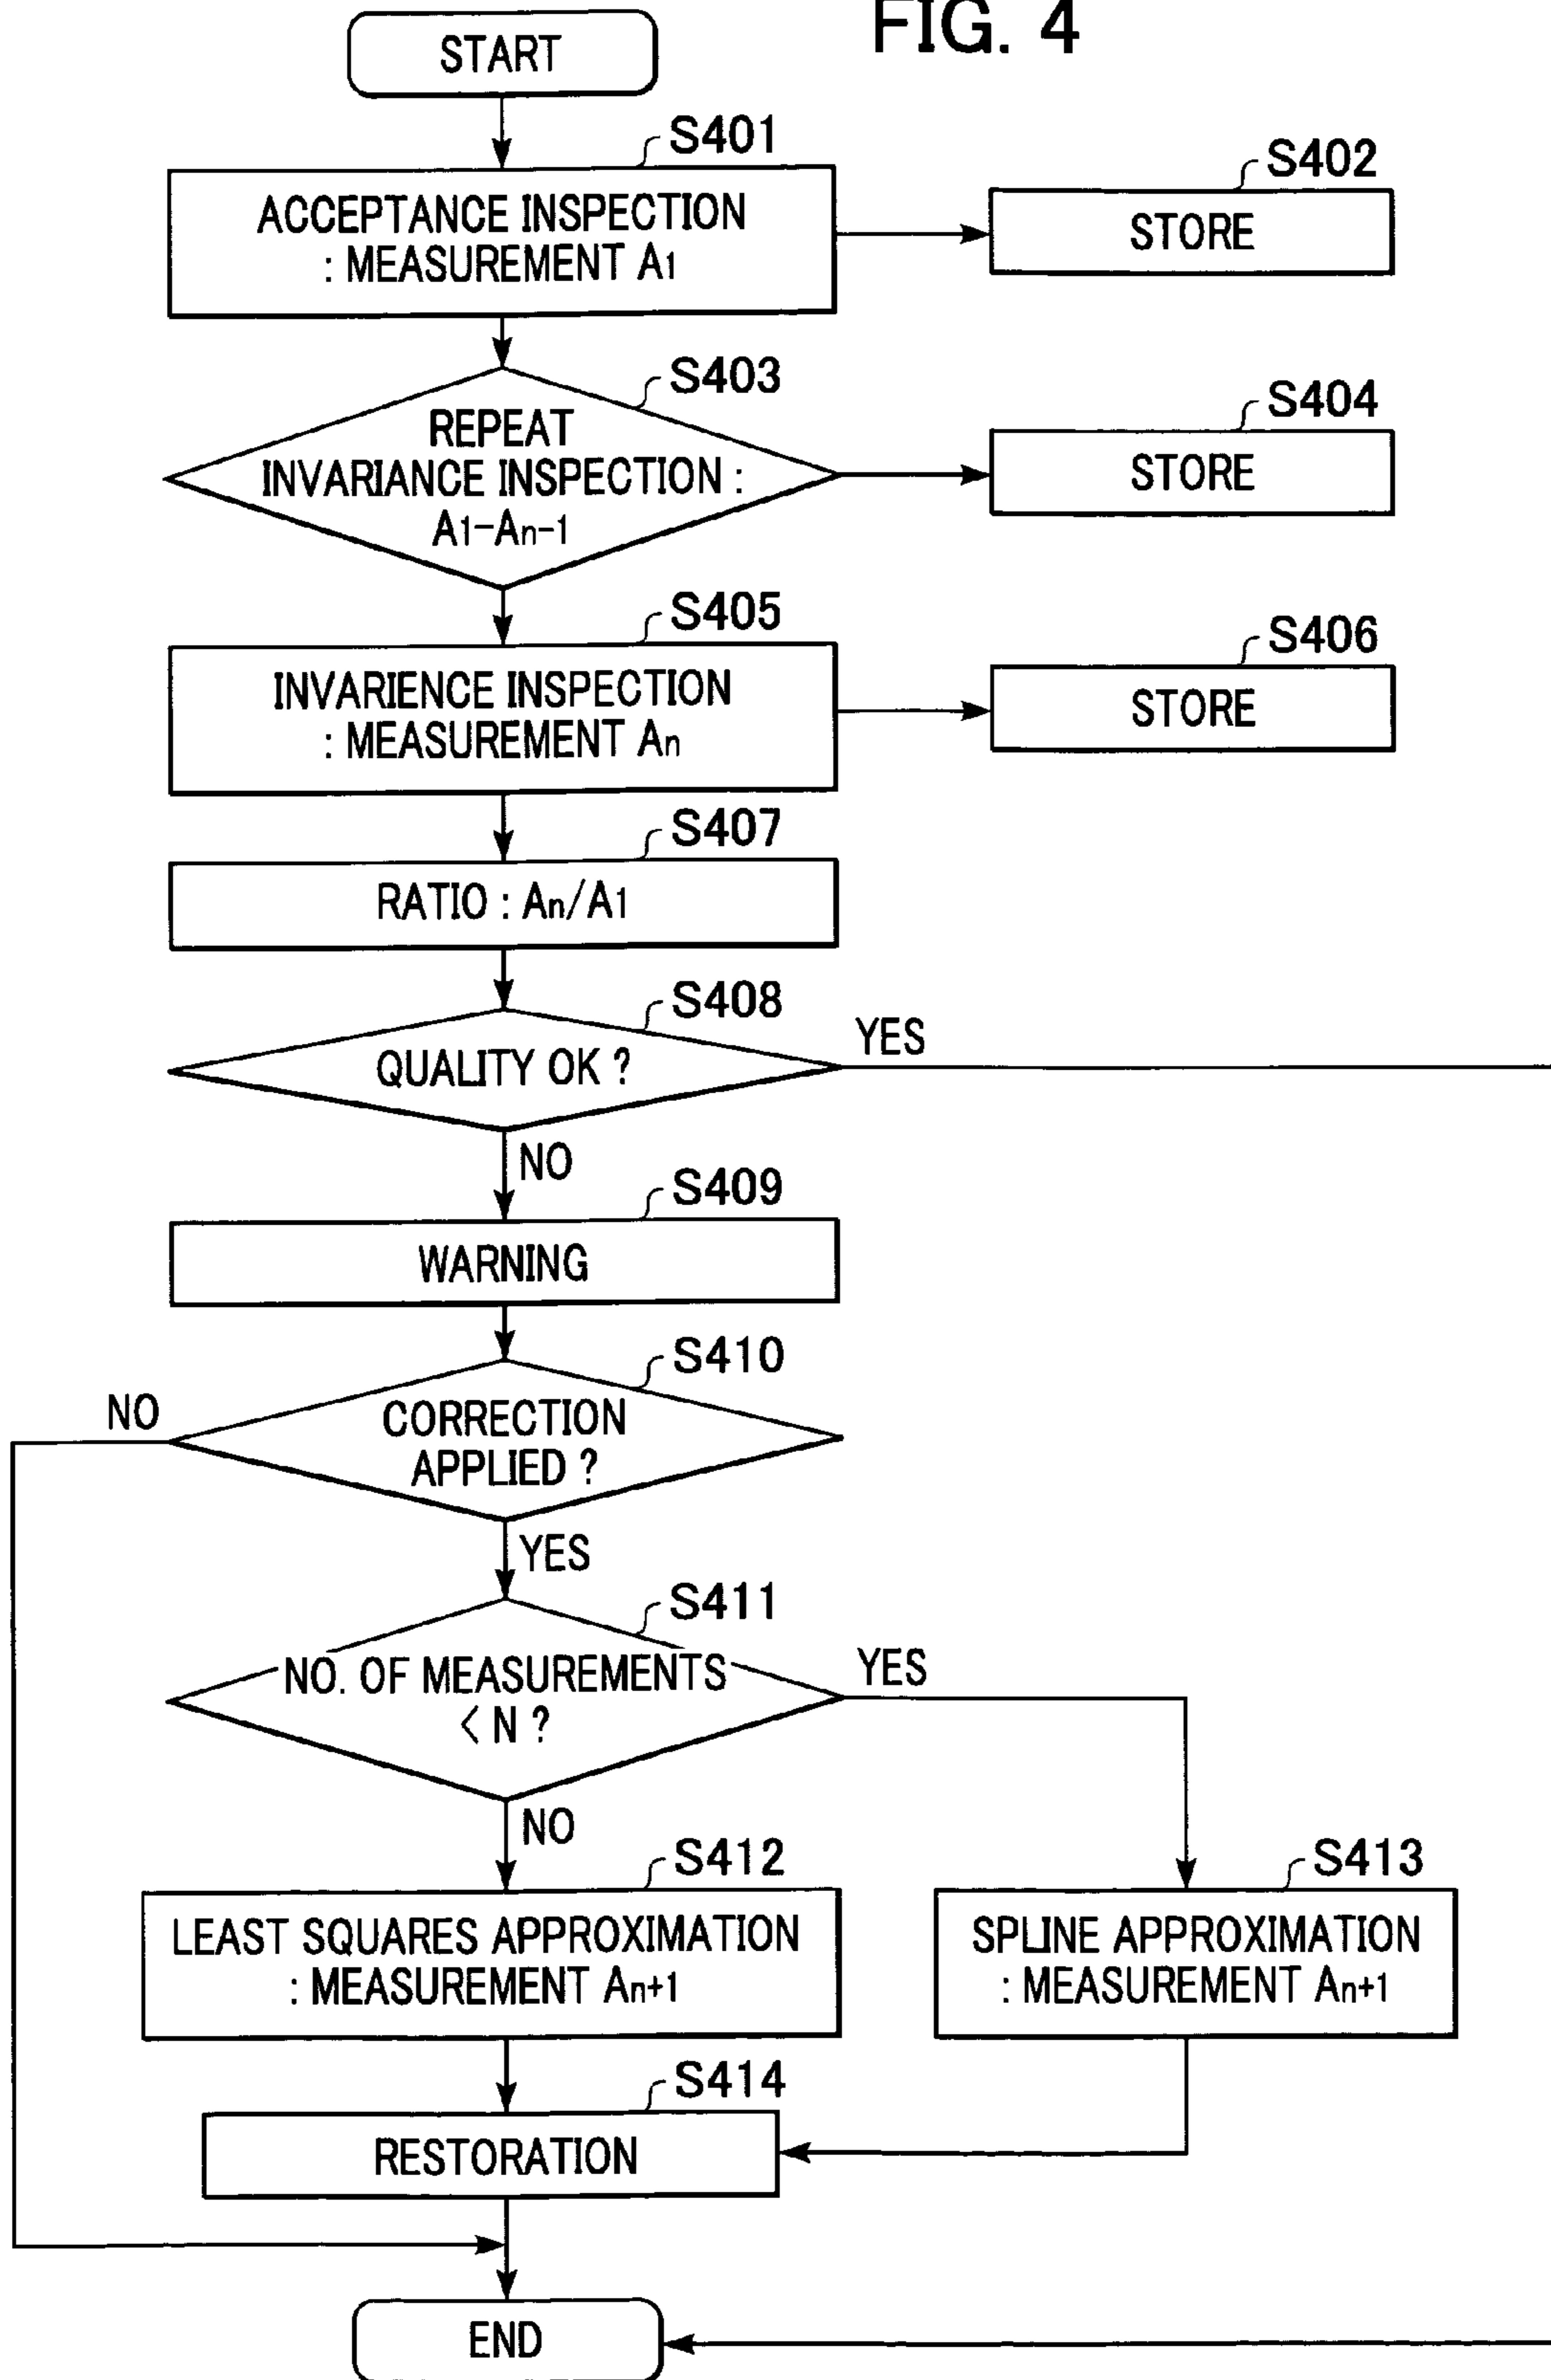 FIG. 4
START
S401
ACCEPTANCE INSPECTION
: MEASUREMENT A1
S402
STORE
S403
REPEAT
INVARIANCE INSPECTION :
A1-An-1
S404
STORE
S405
INVARIENCE INSPECTION
: MEASUREMENT An
S406
STORE
S407
RATIO : An/A1
S408
QUALITY OK ?
YES
NO
S409
WARNING
S410
CORRECTION
APPLIED ?
NO
YES
S411
NO. OF MEASUREMENTS
< N ?
YES
NO
S412
LEAST SQUARES APPROXIMATION
: MEASUREMENT An+1
S413
SPLINE APPROXIMATION
: MEASUREMENT An+1
S414
RESTORATION
END